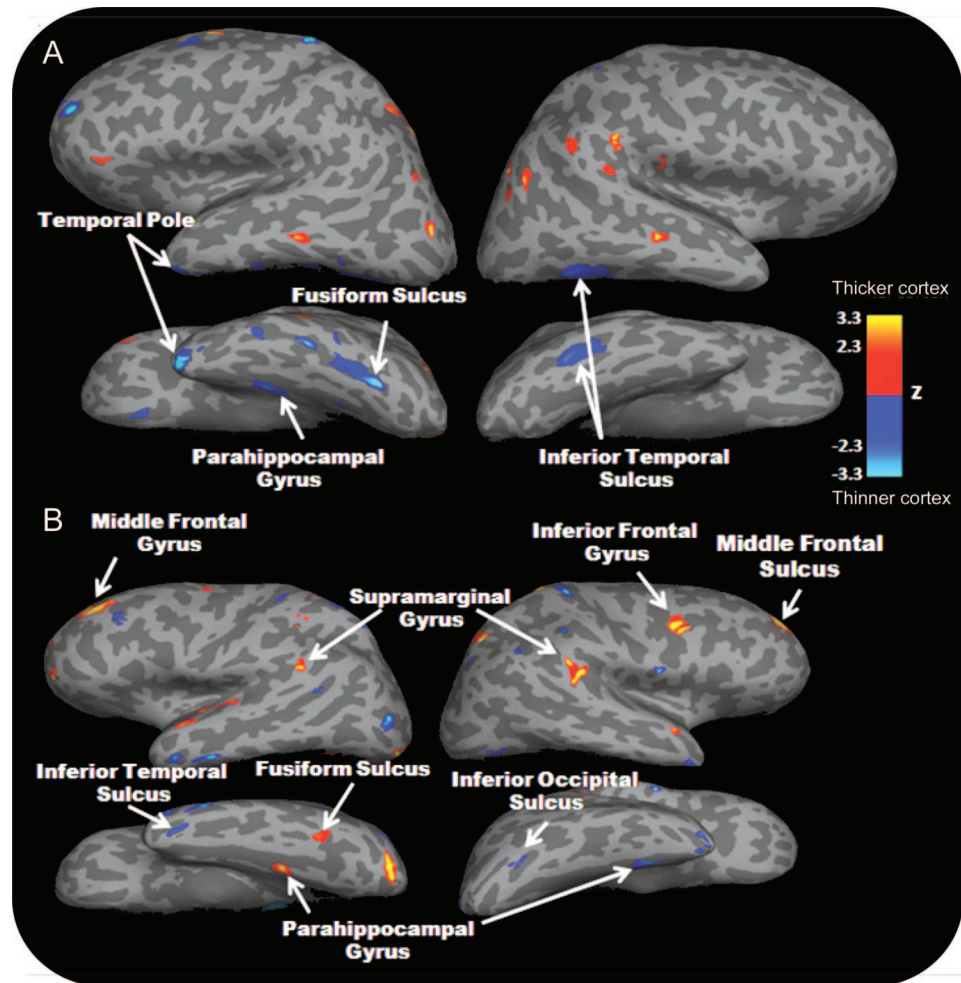 A
Temporal Pole
Fusiform Sulcus
Thicker cortex
3.3
2.3
Z
-2.3
-3.3
Thinner cortex
Parahippocampal
Gyrus
Inferior Temporal
Sulcus
B
Middle Frontal
Gyrus
Inferior Frontal
Gyrus
Middle Frontal
Sulcus
Supramarginal
Gyrus
Inferior Temporal
Sulcus
Fusiform Sulcus
Inferior Occipital
Sulcus
Parahippocampal
Gyrus